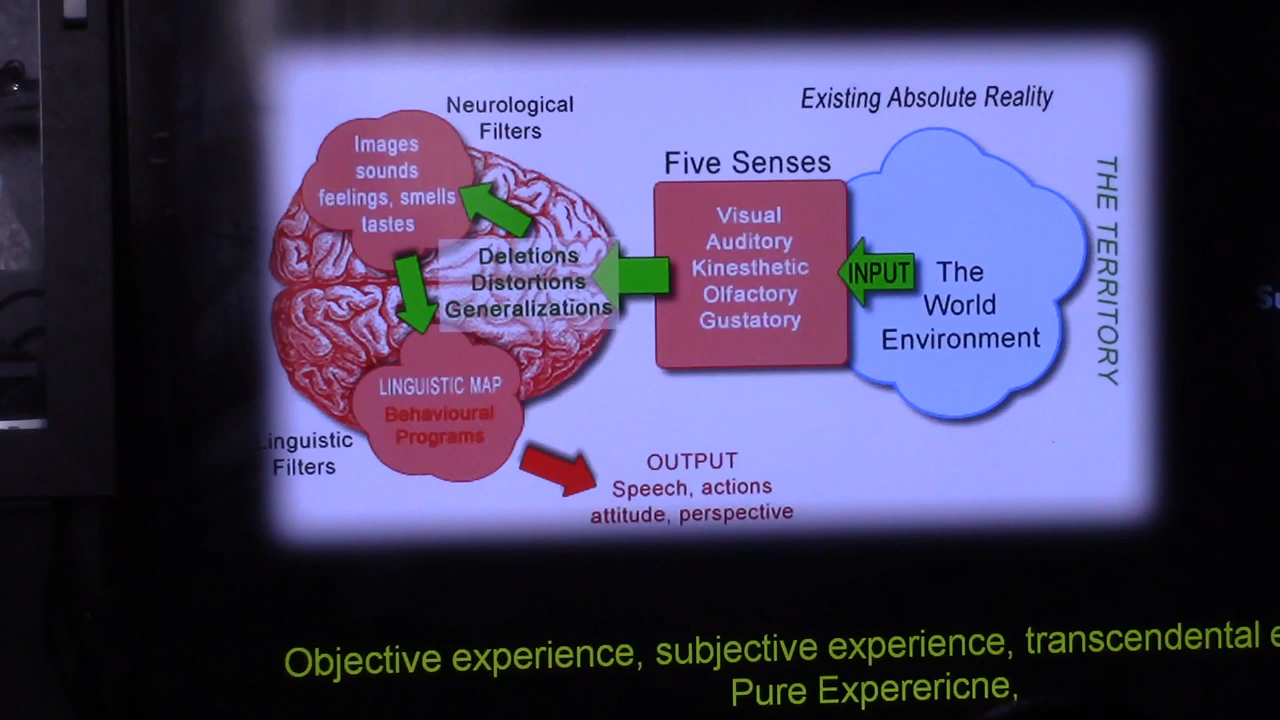 Existing Absolute Reality
Neurological
Filters
Images
sounds
feelings, smells
tastes
Five Senses
Visual
Auditory
Kinesthetic
Olfactory
Gustatory
INPUT
The
World
Environment
THE TERRITORY
Deletions
Distortions
Generalizations
LINGUISTIC MAP
Behavioural
Programs
Linguistic
Filters
OUTPUT
Speech, actions
attitude, perspective
Objective experience, subjective experience, transcendental
Pure Experericne,